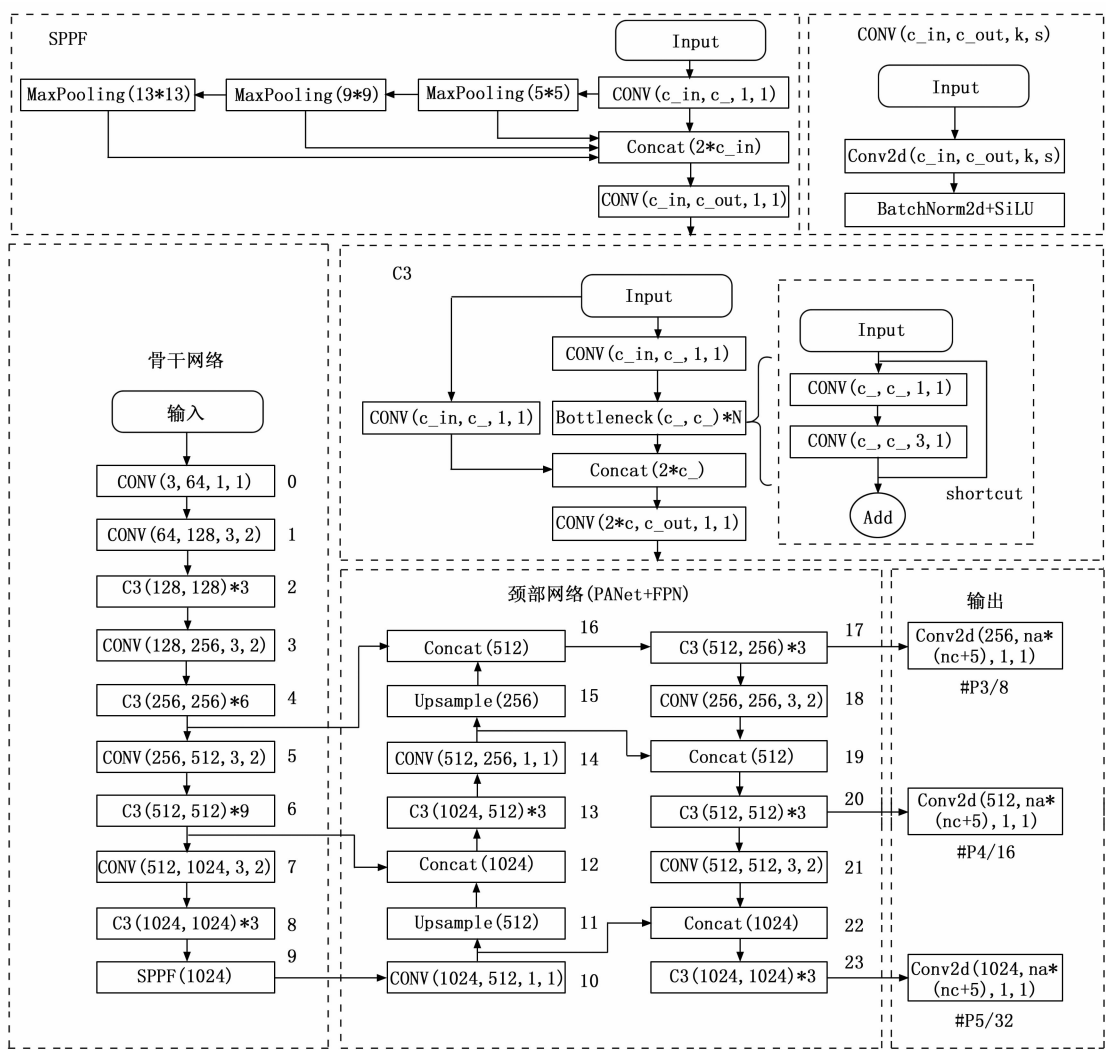 SPPF
Input
MaxPooling(13*13)
MaxPooling(9*9)
MaxPooling(5*5)
CONV(c_in,c_,1,1)
Concat(2*c_in)
CONV(c_in,c_out,1,1)
CONV(c_in,c_out,k,s)
Input
Conv2d(c_in,c_out,k,s)
BatchNorm2d+SiLU
C3
Input
CONV(c_in,c_,1,1)
CONV(c_in,c_,1,1)
Bottleneck(c_,c_)*N
Concat(2*c_)
CONV(2*c,c_out,1,1)
Input
CONV(c_,c_,1,1)
CONV(c_,c_,3,1)
shortcut
Add
骨干网络
输入
CONV(3,64,1,1) 0
CONV(64,128,3,2) 1
C3(128,128)*3 2
CONV(128,256,3,2) 3
C3(256,256)*6 4
CONV(256,512,3,2) 5
C3(512,512)*9 6
CONV(512,1024,3,2) 7
C3(1024,1024)*3 8
SPPF(1024) 9
颈部网络(PANet+FPN)
Concat(512) 16
Upsample(256) 15
CONV(512,256,1,1) 14
C3(1024,512)*3 13
Concat(1024) 12
Upsample(512) 11
CONV(1024,512,1,1) 10
C3(512,256)*3 17
CONV(256,256,3,2) 18
Concat(512) 19
C3(512,512)*3 20
CONV(512,512,3,2) 21
Concat(1024) 22
C3(1024,1024)*3 23
输出
Conv2d(256,na*
(nc+5),1,1)
#P3/8
Conv2d(512,na*
(nc+5),1,1)
#P4/16
Conv2d(1024,na*
(nc+5),1,1)
#P5/32